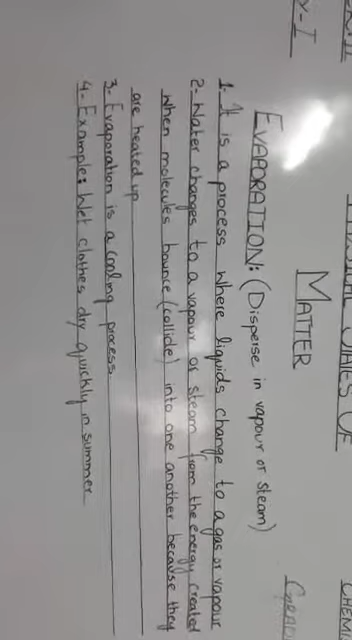 MATTER
EVAPORATION: (Disperse in vapour or steam)
1- It is a process where liquids change to a gas or vapour
2- Water changes to a vapour or steam from the energy created
when molecules bounce (collide) into one another because they
are heated up
3- Evaporation is a cooling process.
4- Example: Wet clothes dry quickly in summer